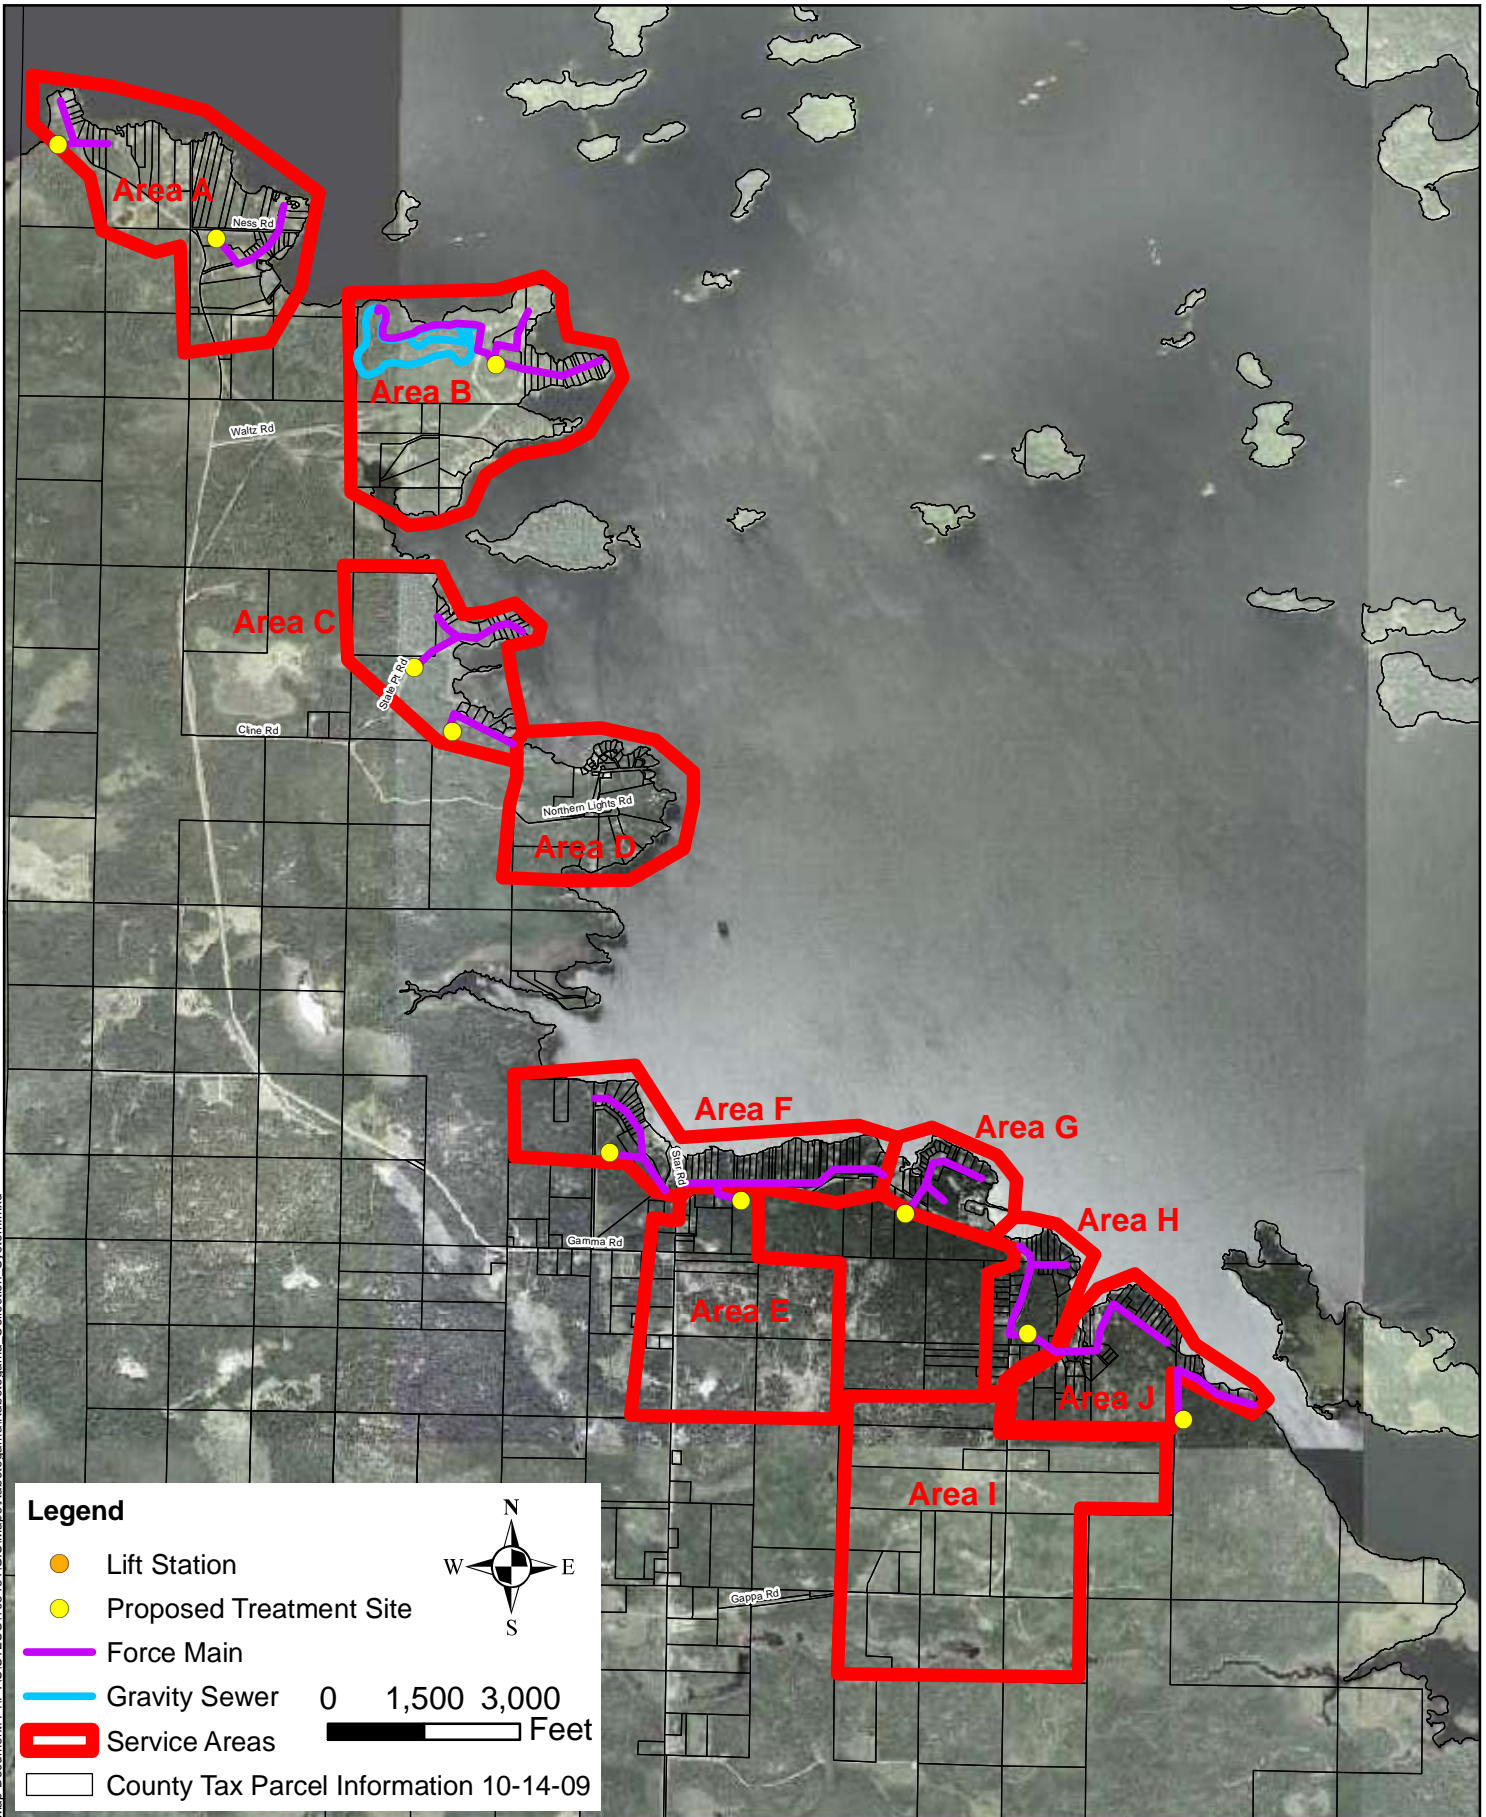 Area A
Ness Rd
Area B
Waltz Rd
Area C
State Pt Rd
Cline Rd
Northern Lights Rd
Area D
Area F
Area G
Star Rd
Area H
Gamma Rd
Area E
Area J
Area I
Gappa Rd
Legend
Lift Station
Proposed Treatment Site
Force Main
Gravity Sewer
Service Areas
County Tax Parcel Information 10-14-09
N
W E
S
0 1,500 3,000
Feet